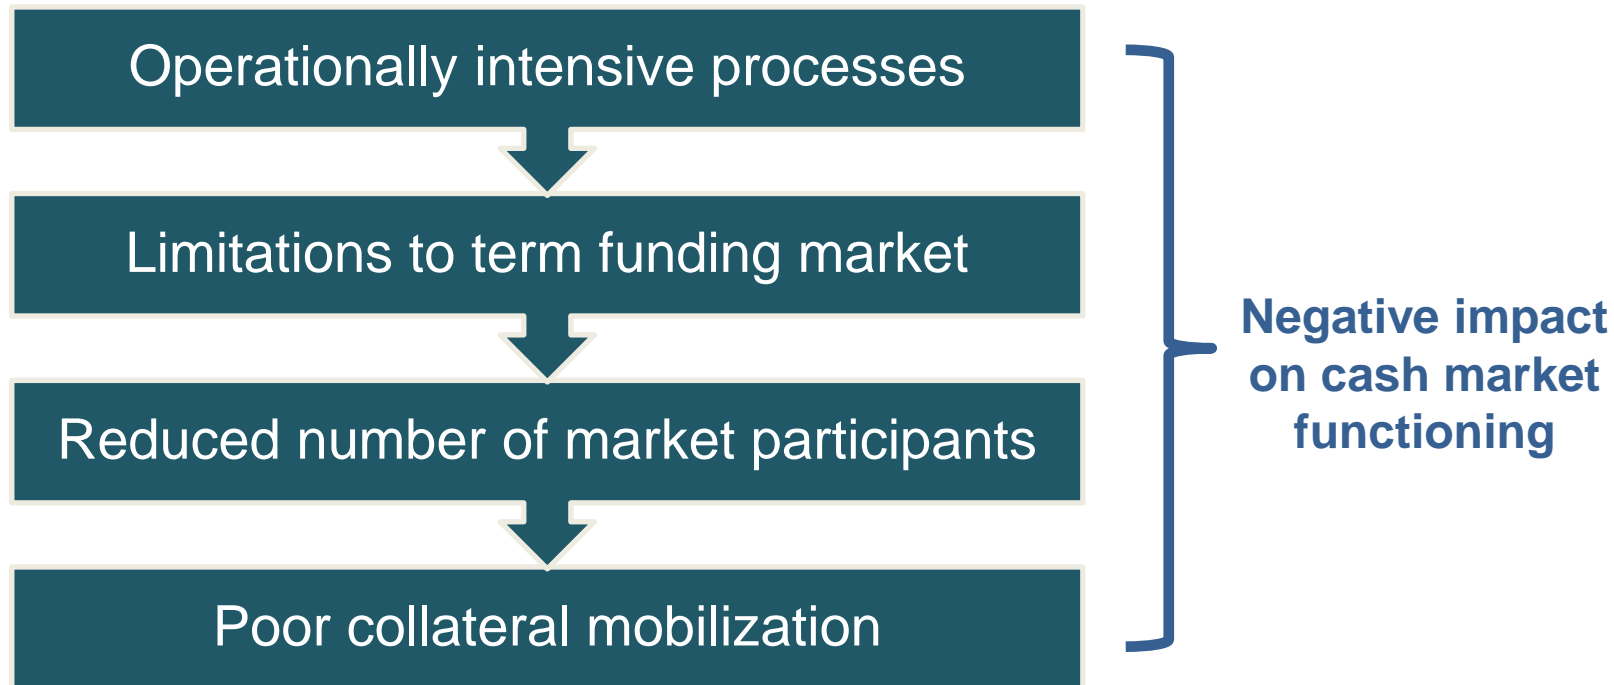 Operationally intensive processes
Limitations to term funding market
Reduced number of market participants
Poor collateral mobilization
Negative impact
on cash market
functioning